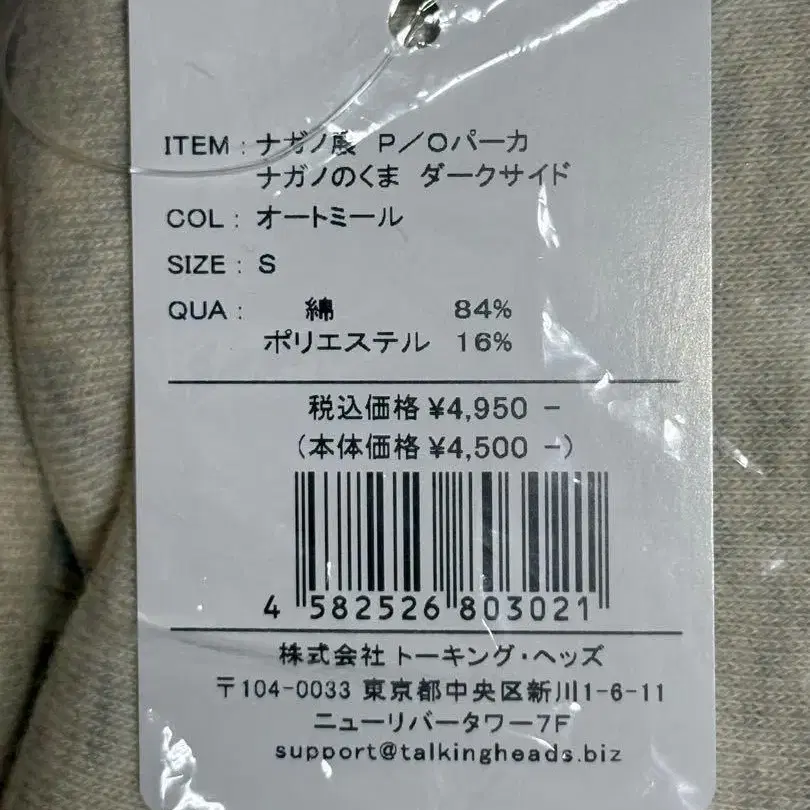 ITEM : ナガノ展 P/Oパーカ
ナガノのくま ダークサイド
COL : オートミール
SIZE : S
QUA : 綿 84%
ポリエステル 16%
税込価格 ¥4,950 -
(本体価格 ¥4,500 -)
4 582526 803021
株式会社 トーキング・ヘッズ
〒104-0033 東京都中央区新川1-6-11
ニューリバータワー7F
support@talkingheads.biz